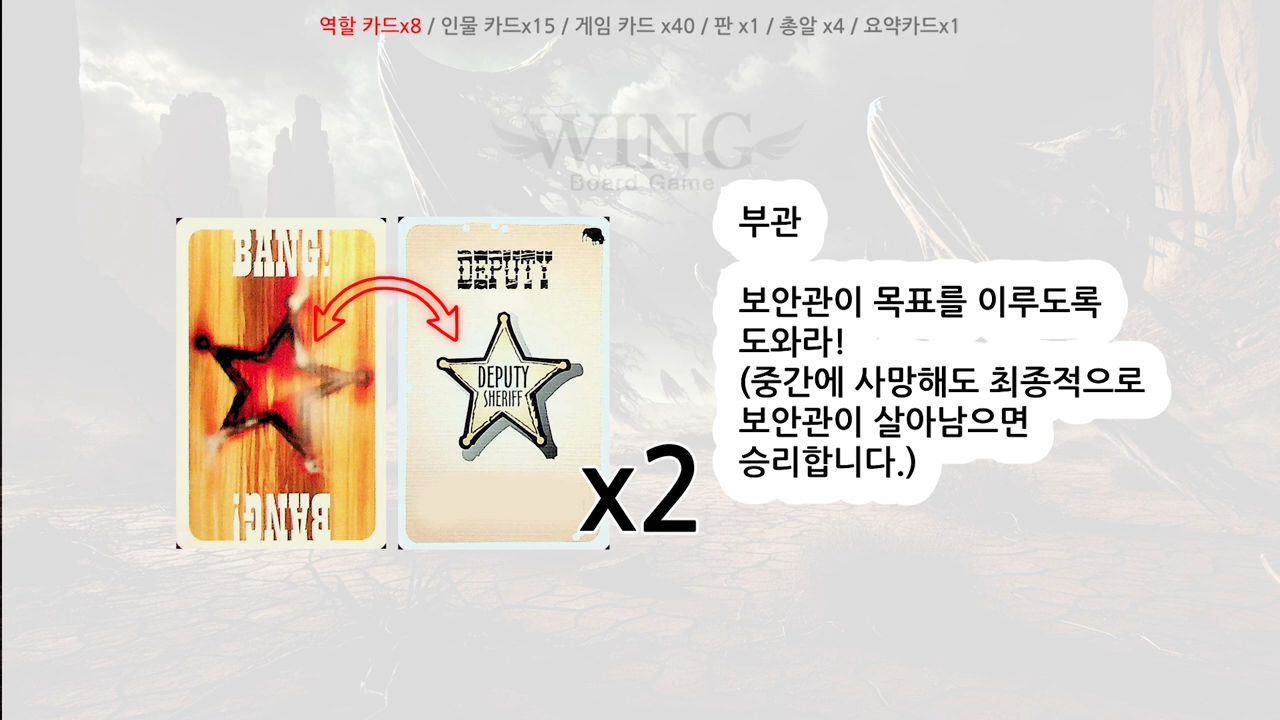 역할 카드x8 / 인물 카드x15 / 게임 카드 x40 / 판 x1 / 총알 x4 / 요약카드x1
WING
Board Game
BANG!
BANG!
DEPUTY
DEPUTY
SHERIFF
x2
부관
보안관이 목표를 이루도록
도와라!
(중간에 사망해도 최종적으로
보안관이 살아남으면
승리합니다.)